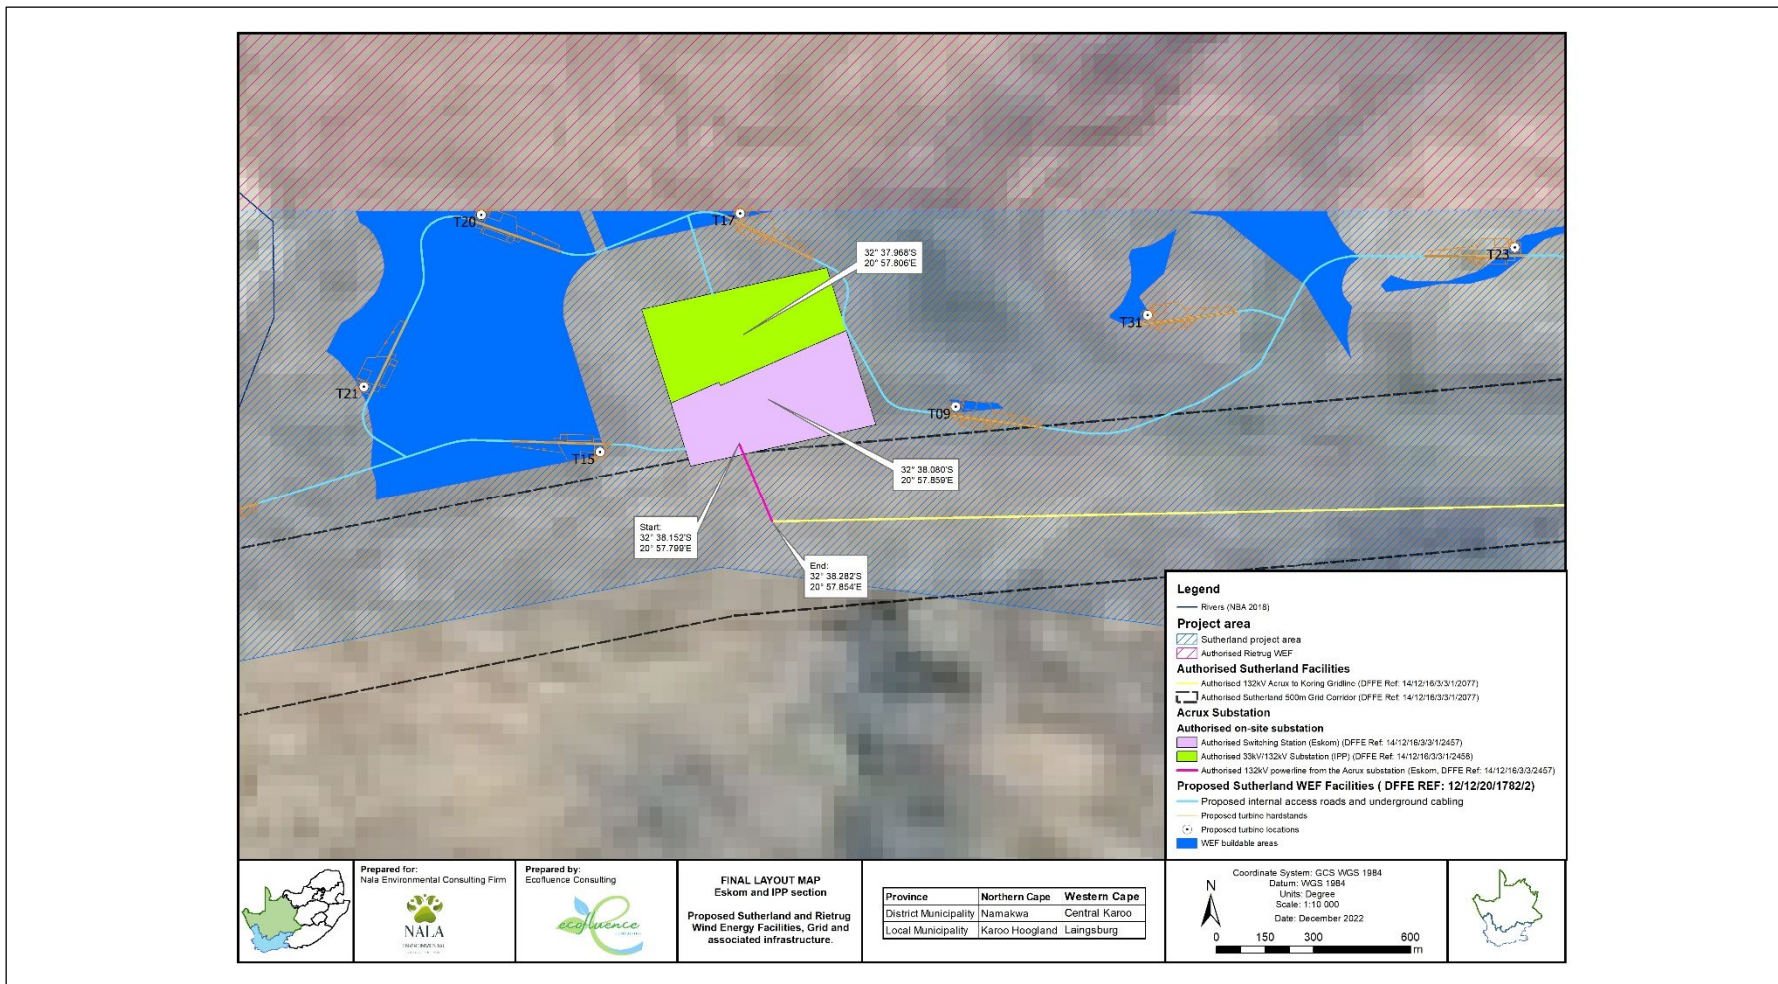 T20
T17
T23
T31
T21
T09
T15
32° 37.968'S
20° 57.806'E
32° 38.080'S
20° 57.859'E
Start:
32° 38.152'S
20° 57.799'E
End:
32° 38.282'S
20° 57.854'E
Legend
Rivers (NBA 2018)
Project area
Sutherland project area
Authorised Rietrug WEF
Authorised Sutherland Facilities
Authorised 132kV Acrux to Koring Gridline (DFFE Ref: 14/12/16/3/3/1/2077)
Authorised Sutherland 500m Grid Corridor (DFFE Ref: 14/12/16/3/3/1/2077)
Acrux Substation
Authorised on-site substation
Authorised Switching Station (Eskom) (DFFE Ref: 14/12/16/3/3/1/2457)
Authorised 33kV/132kV Substation (IPP) (DFFE Ref: 14/12/16/3/3/1/2458)
Authorised 132kV powerline from the Acrux substation (Eskom, DFFE Ref: 14/12/16/3/3/2457)
Proposed Sutherland WEF Facilities ( DFFE REF: 12/12/20/1782/2)
Proposed internal access roads and underground cabling
Proposed turbine hardstands
Proposed turbine locations
WEF buildable areas
Prepared for:
Nala Environmental Consulting Firm
NALA
ENVIRONMENTAL
Prepared by:
Ecofluence Consulting
ecofluence
FINAL LAYOUT MAP
Eskom and IPP section
Proposed Sutherland and Rietrug
Wind Energy Facilities, Grid and
associated infrastructure.
Province Northern Cape Western Cape
District Municipality Namakwa Central Karoo
Local Municipality Karoo Hoogland Laingsburg
N
Coordinate System: GCS WGS 1984
Datum: WGS 1984
Units: Degree
Scale: 1:10 000
Date: December 2022
0 150 300 600
m